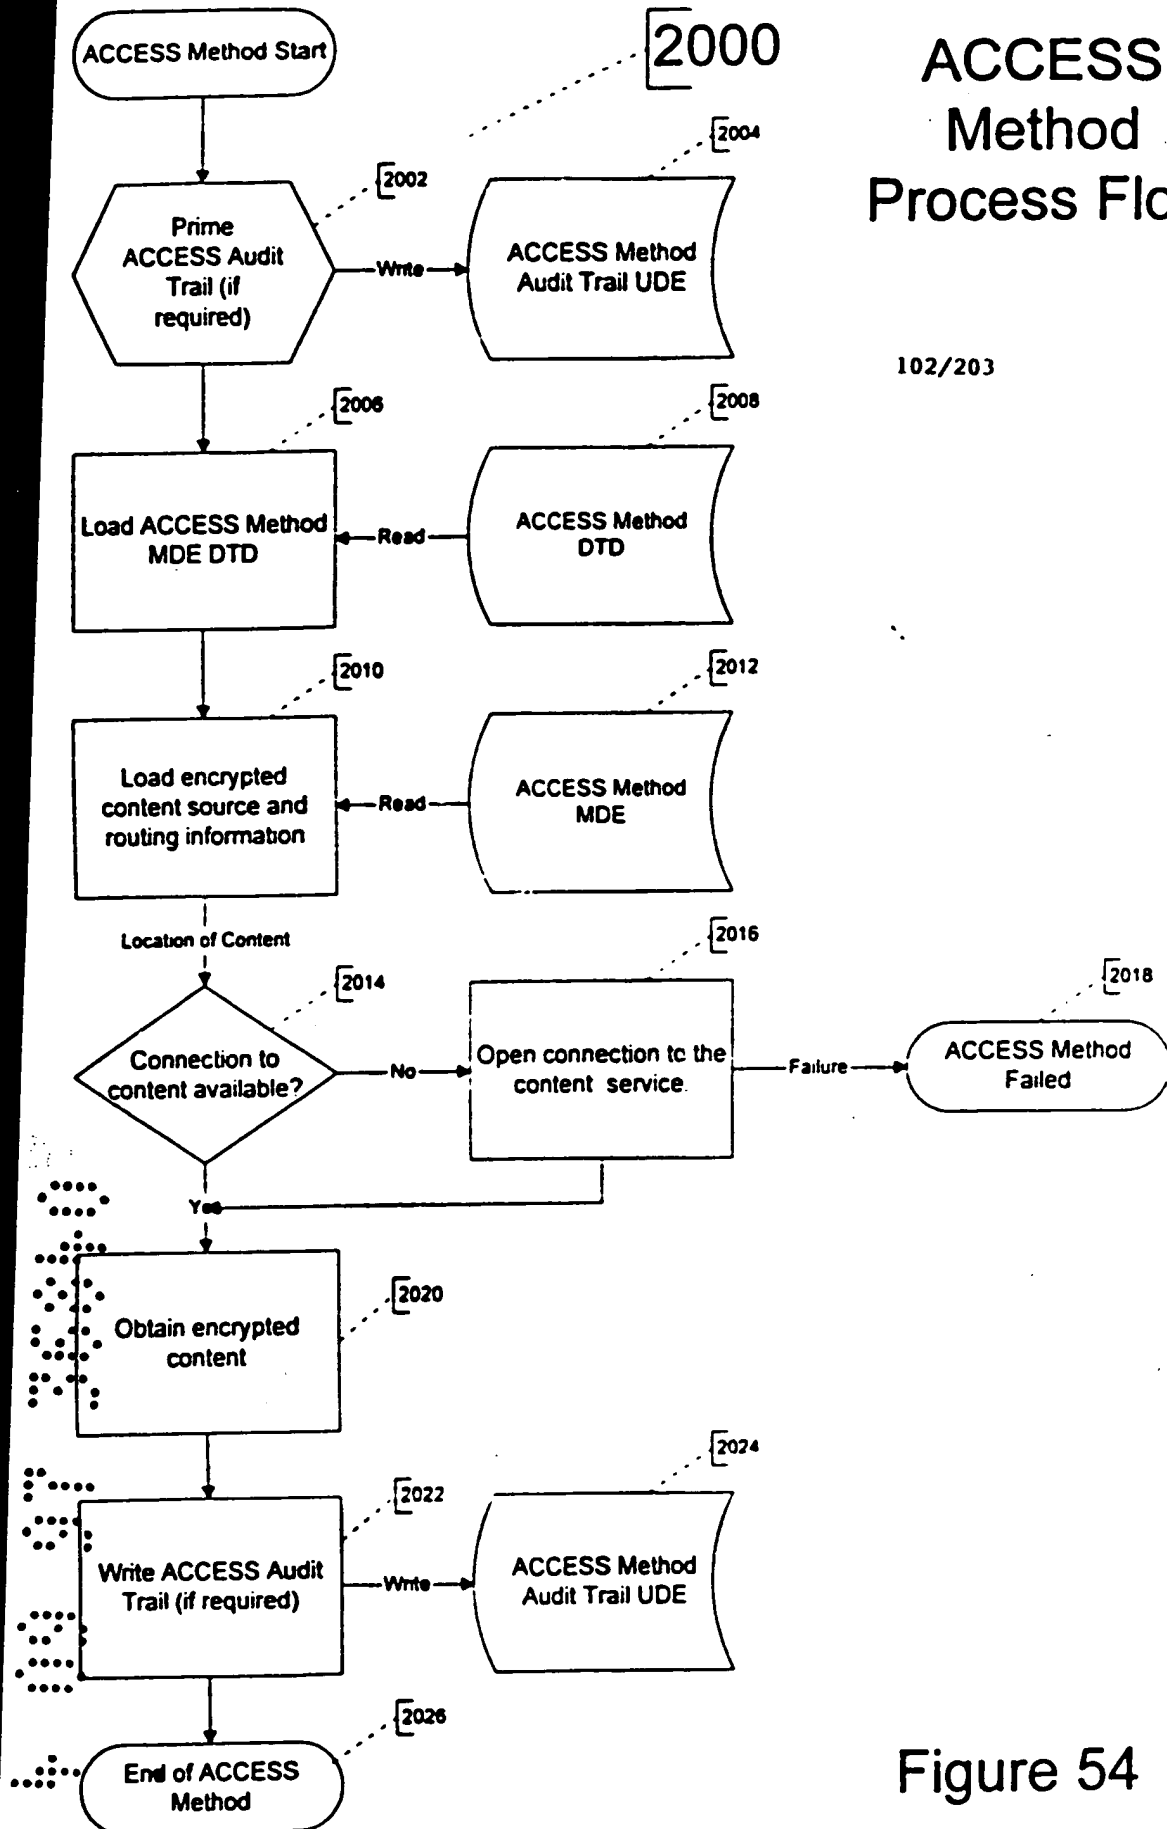 ACCESS Method Start
2000
ACCESS
Method
Process Flo
2004
2002
Prime
ACCESS Audit
Trail (if
required)
Write
ACCESS Method
Audit Trail UDE
102/203
2006
2008
Load ACCESS Method
MDE DTD
Read
ACCESS Method
DTD
2010
2012
Load encrypted
content source and
routing information
Read
ACCESS Method
MDE
Location of Content
2014
2016
2018
Connection to
content available?
No
Open connection to the
content service.
Failure
ACCESS Method
Failed
2020
Obtain encrypted
content
2022
2024
Write ACCESS Audit
Trail (if required)
Write
ACCESS Method
Audit Trail UDE
2026
End of ACCESS
Method
Figure 54